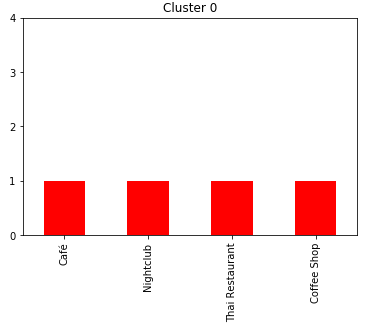 Cluster 0
4
3
2
1
0
Café
Nightclub
Thai Restaurant
Coffee Shop